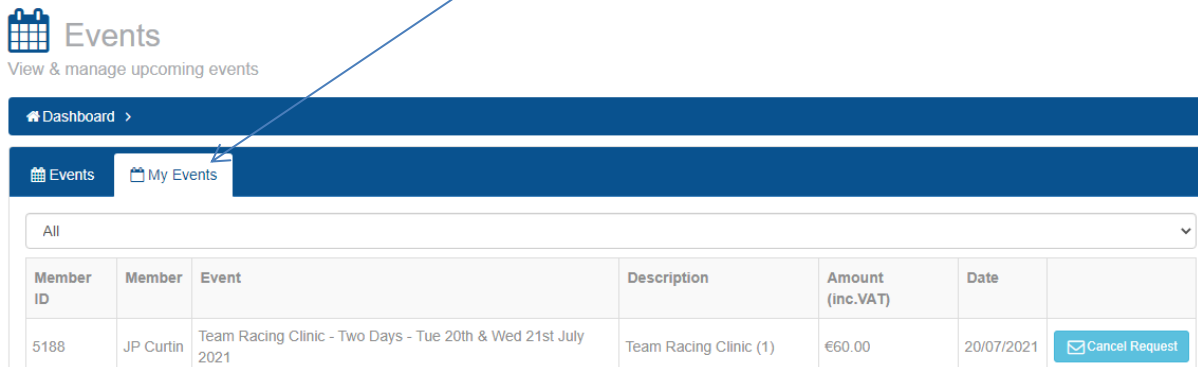 Events
View & manage upcoming events
Dashboard >
Events My Events
All
Member ID Member Event Description Amount (inc.VAT) Date
5188 JP Curtin Team Racing Clinic - Two Days - Tue 20th & Wed 21st July 2021 Team Racing Clinic (1) €60.00 20/07/2021 Cancel Request